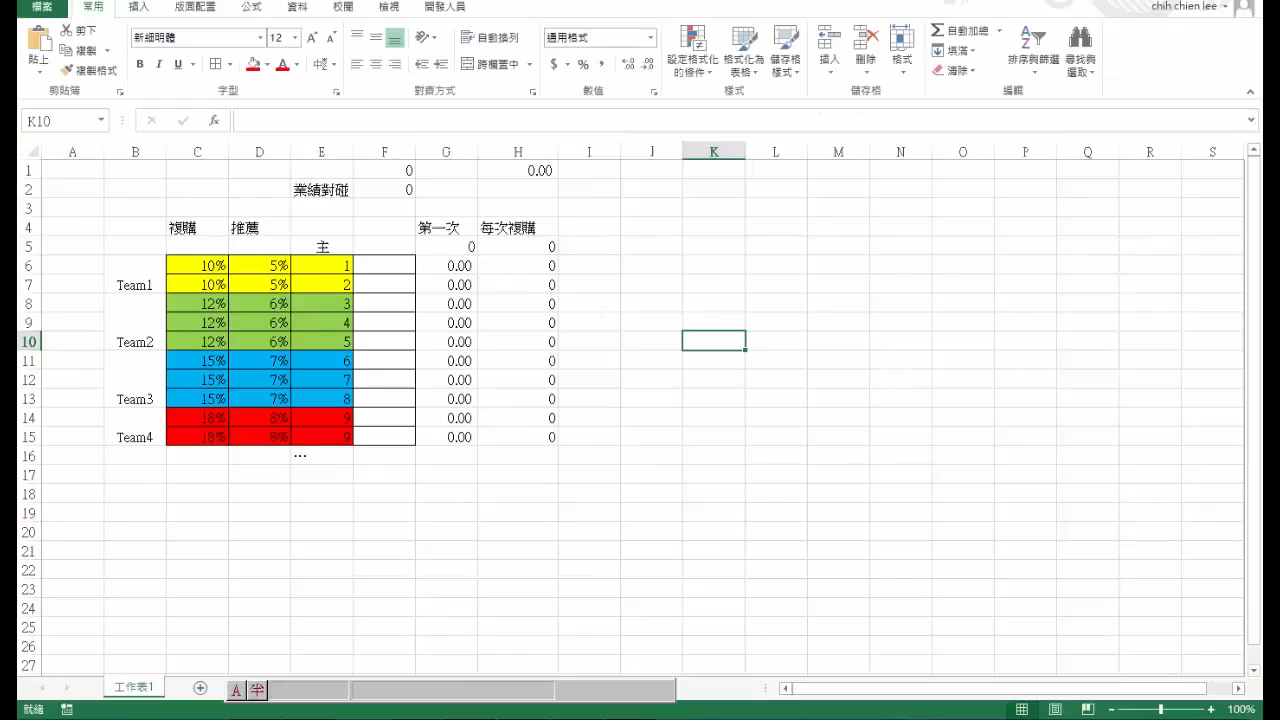 檔案 常用 插入 版面配置 公式 資料 校閱 檢視 開發人員 chih chien lee
剪下 新細明體 12 自動換列 通用格式 自動加總
貼上 複製 設定格式化的條件 格式化為表格 儲存格樣式 插入 刪除 格式 填滿 排序與篩選 尋找與選取
複製格式 B I U A 跨欄置中 $ % 清除
剪貼簿 字型 對齊方式 數值 樣式 儲存格 編輯
K10 fx
A B C D E F G H I J K L M N O P Q R S
1 0 0.00
2 業績對碰 0
3
4 複購 推薦 第一次 每次複購
5 主 0 0
6 10% 5% 1 0.00 0
7 Team1 10% 5% 2 0.00 0
8 12% 6% 3 0.00 0
9 12% 6% 4 0.00 0
10 Team2 12% 6% 5 0.00 0
11 15% 7% 6 0.00 0
12 15% 7% 7 0.00 0
13 Team3 15% 7% 8 0.00 0
14 18% 8% 9 0.00 0
15 Team4 18% 8% 9 0.00 0
16 ...
17
18
19
20
21
22
23
24
25
26
27
工作表1 A 半
就緒 100%